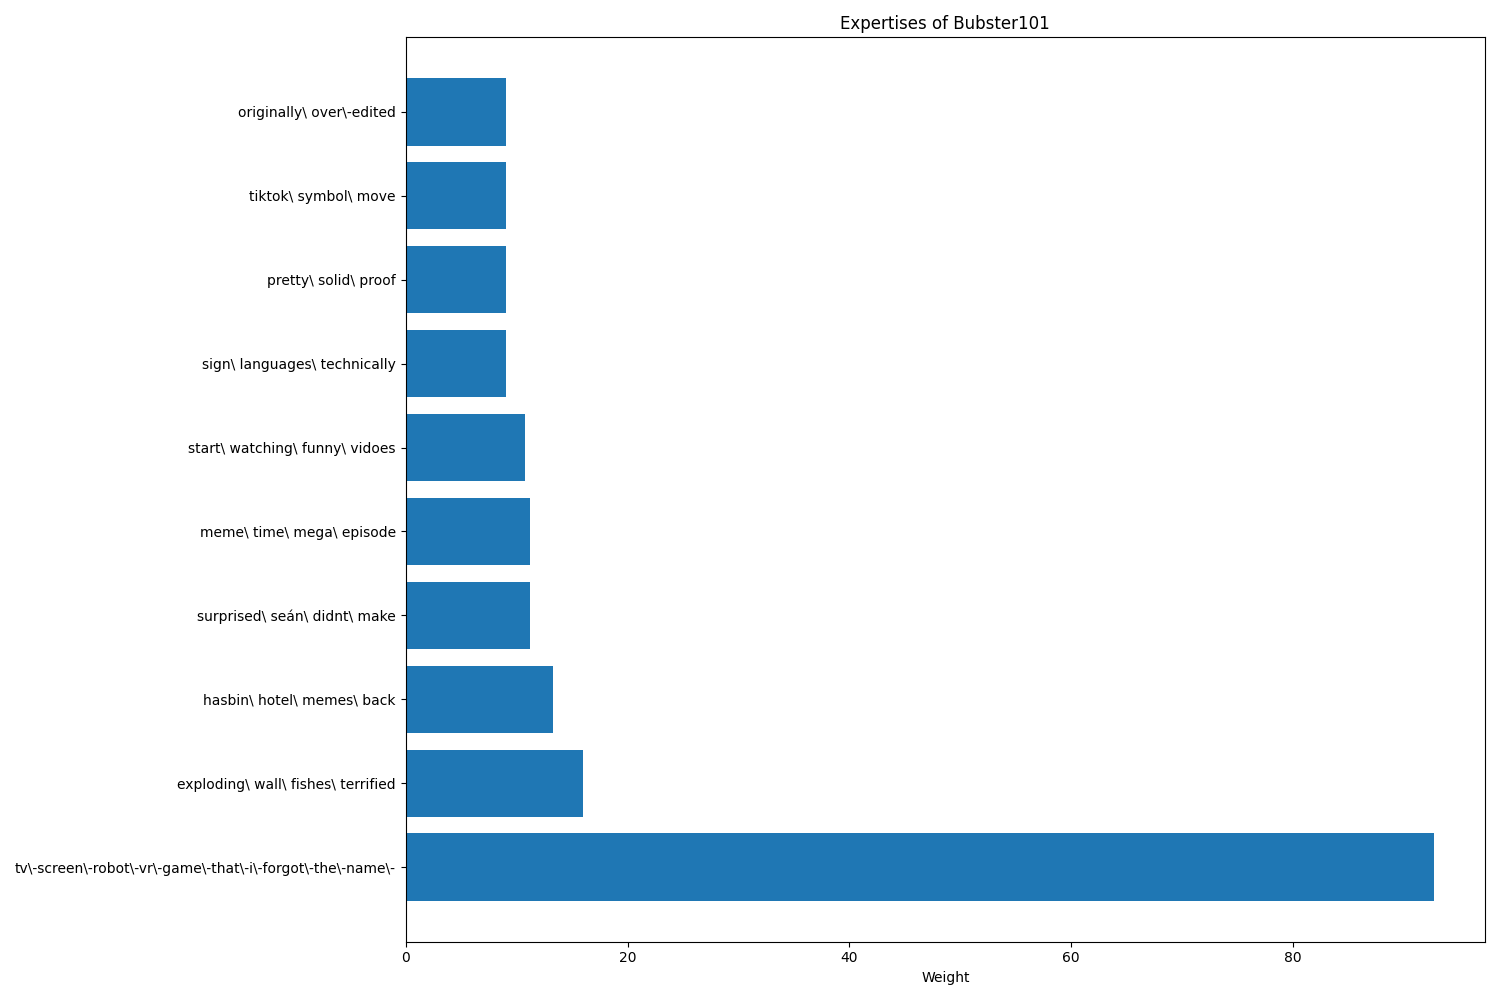 Expertises of Bubster101
originally\ over\-edited
tiktok\ symbol\ move
pretty\ solid\ proof
sign\ languages\ technically
start\ watching\ funny\ vidoes
meme\ time\ mega\ episode
surprised\ seán\ didnt\ make
hasbin\ hotel\ memes\ back
exploding\ wall\ fishes\ terrified
tv\-screen\-robot\-vr\-game\-that\-i\-forgot\-the\-name\-
0 20 40 60 80
Weight